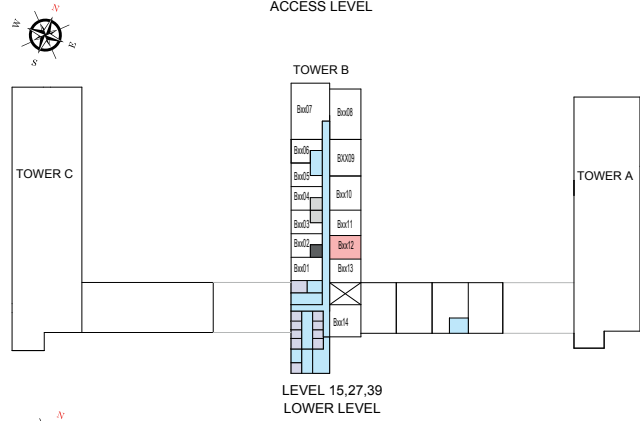 ACCESS LEVEL
N
W
E
S
TOWER B
Bxx07
Bxx08
Bxx06
BXX09
Bxx05
TOWER C
TOWER A
Bxx04
Bxx10
Bxx03
Bxx11
Bxx02
Bxx12
Bxx01
Bxx13
Bxx14
LEVEL 15,27,39
LOWER LEVEL
N